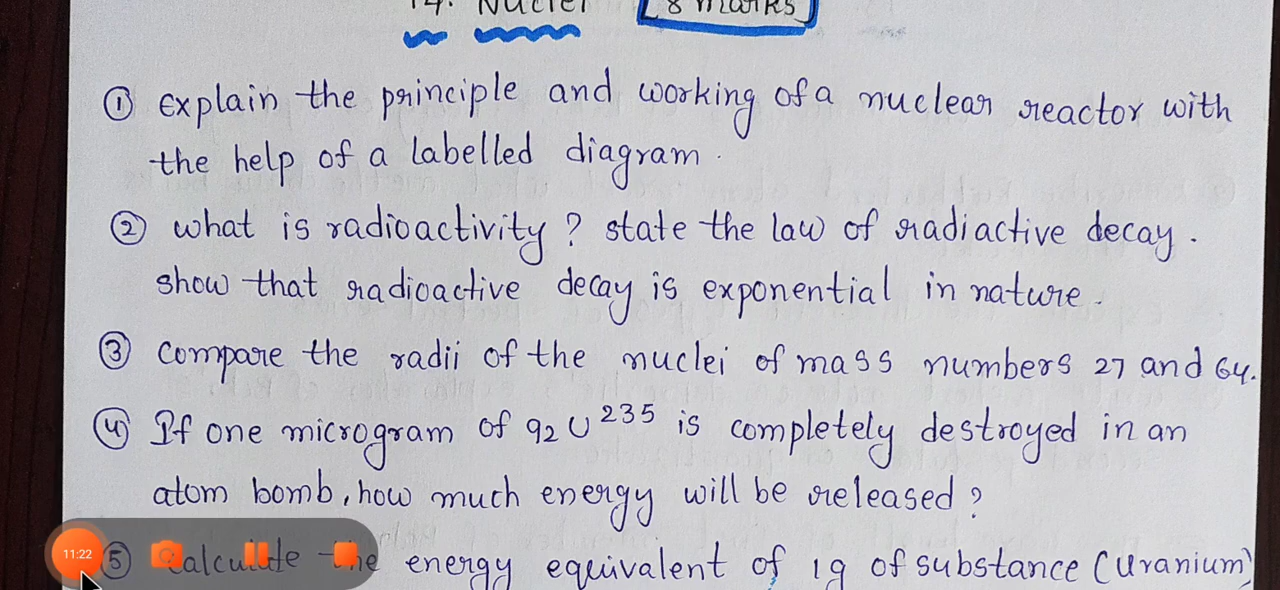 14. Nuclei [8 marks]
① Explain the principle and working of a nuclear reactor with
the help of a labelled diagram.
② what is radioactivity? state the law of radiactive decay.
show that radioactive decay is exponential in nature.
③ compare the radii of the nuclei of mass numbers 27 and 64.
④ If one microgram of 92U²³⁵ is completely destroyed in an
atom bomb, how much energy will be released?
⑤ Calculate the energy equivalent of 1g of substance (Uranium)
11:22